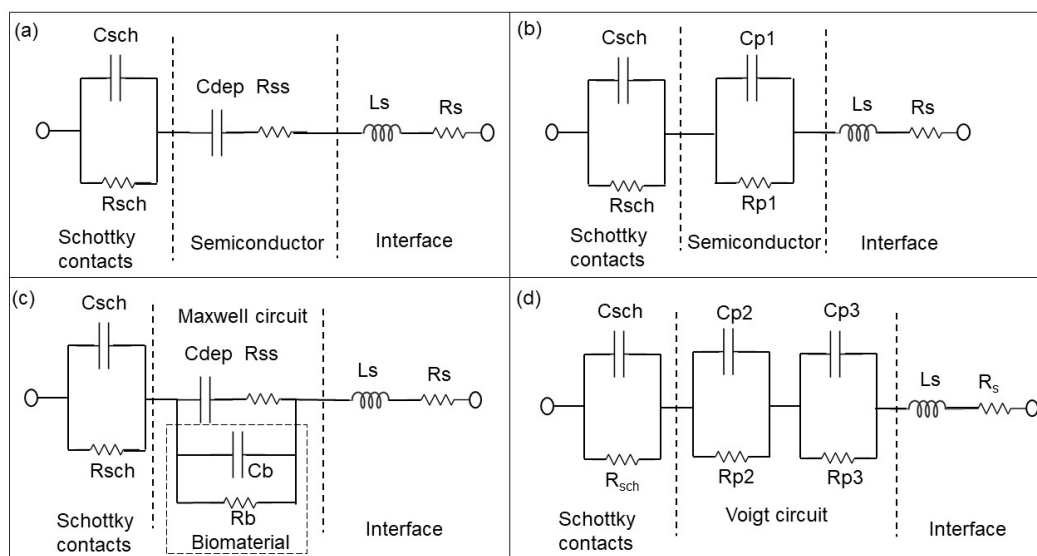 (a)
Csch
Cdep Rss
Ls
Rs
Rsch
Schottky
contacts
Semiconductor
Interface
(b)
Csch
Cp1
Ls
Rs
Rsch
Rp1
Schottky
contacts
Semiconductor
Interface
(c)
Csch
Maxwell circuit
Cdep Rss
Ls
Rs
Rsch
Cb
Rb
Biomaterial
Schottky
contacts
Interface
(d)
Csch
Cp2
Cp3
Ls
Rs
Rsch
Rp2
Rp3
Schottky
contacts
Voigt circuit
Interface